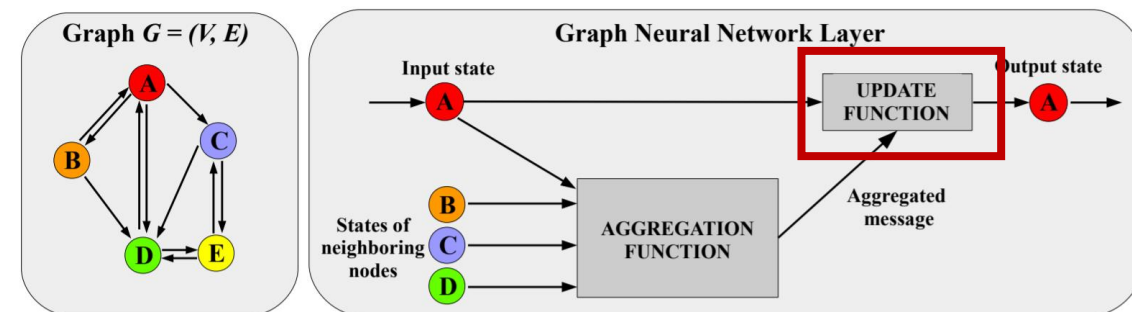 Graph G = (V, E)
A
B
C
D
E
Graph Neural Network Layer
Input state
A
UPDATE
FUNCTION
Output state
A
States of
neighboring
nodes
B
C
D
AGGREGATION
FUNCTION
Aggregated
message